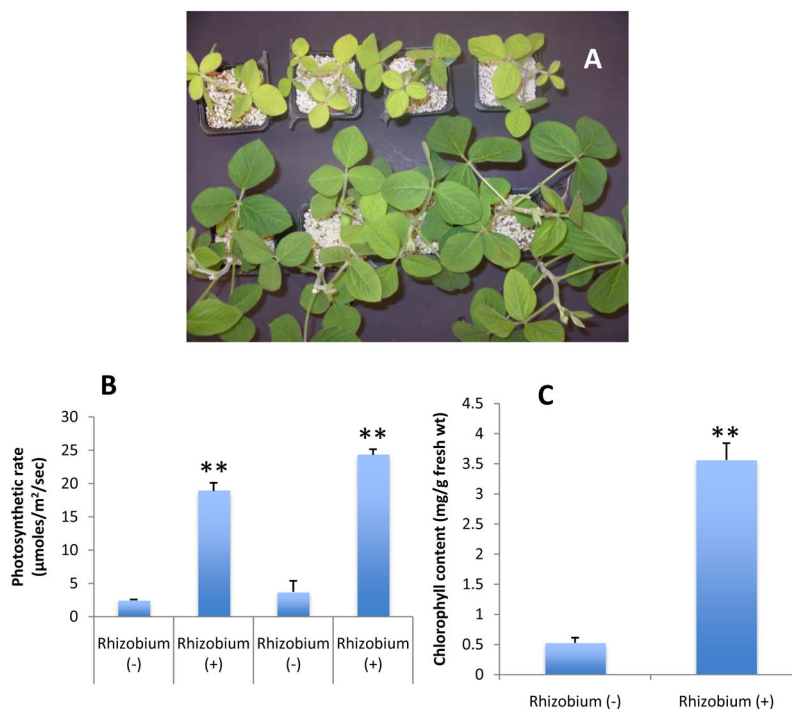 A
B
Photosynthetic rate
(µmoles/m²/sec)
30
25
20
15
10
5
0
**
**
Rhizobium
(-)
Rhizobium
(+)
Rhizobium
(-)
Rhizobium
(+)
C
Chlorophyll content (mg/g fresh wt)
4.5
4
3.5
3
2.5
2
1.5
1
0.5
0
**
Rhizobium (-)
Rhizobium (+)